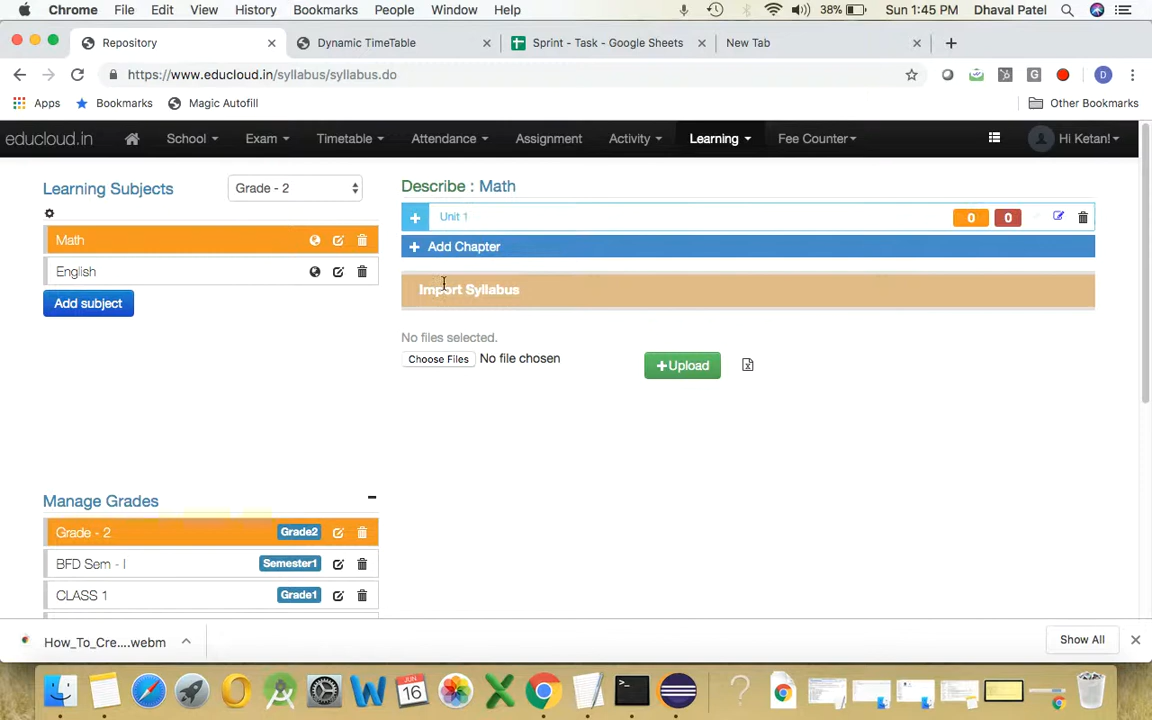 Chrome File Edit View History Bookmarks People Window Help 38% Sun 1:45 PM Dhaval Patel
Repository Dynamic TimeTable Sprint - Task - Google Sheets New Tab
https://www.educloud.in/syllabus/syllabus.do
Apps Bookmarks Magic Autofill Other Bookmarks
educloud.in School Exam Timetable Attendance Assignment Activity Learning Fee Counter Hi Ketan!
Learning Subjects Grade - 2
Math
English
Add subject
Describe : Math
Unit 1 0 0
+ Add Chapter
Import Syllabus
No files selected.
Choose Files No file chosen +Upload
Manage Grades
Grade - 2 Grade2
BFD Sem - I Semester1
CLASS 1 Grade1
How_To_Cre....webm Show All
JUN
16